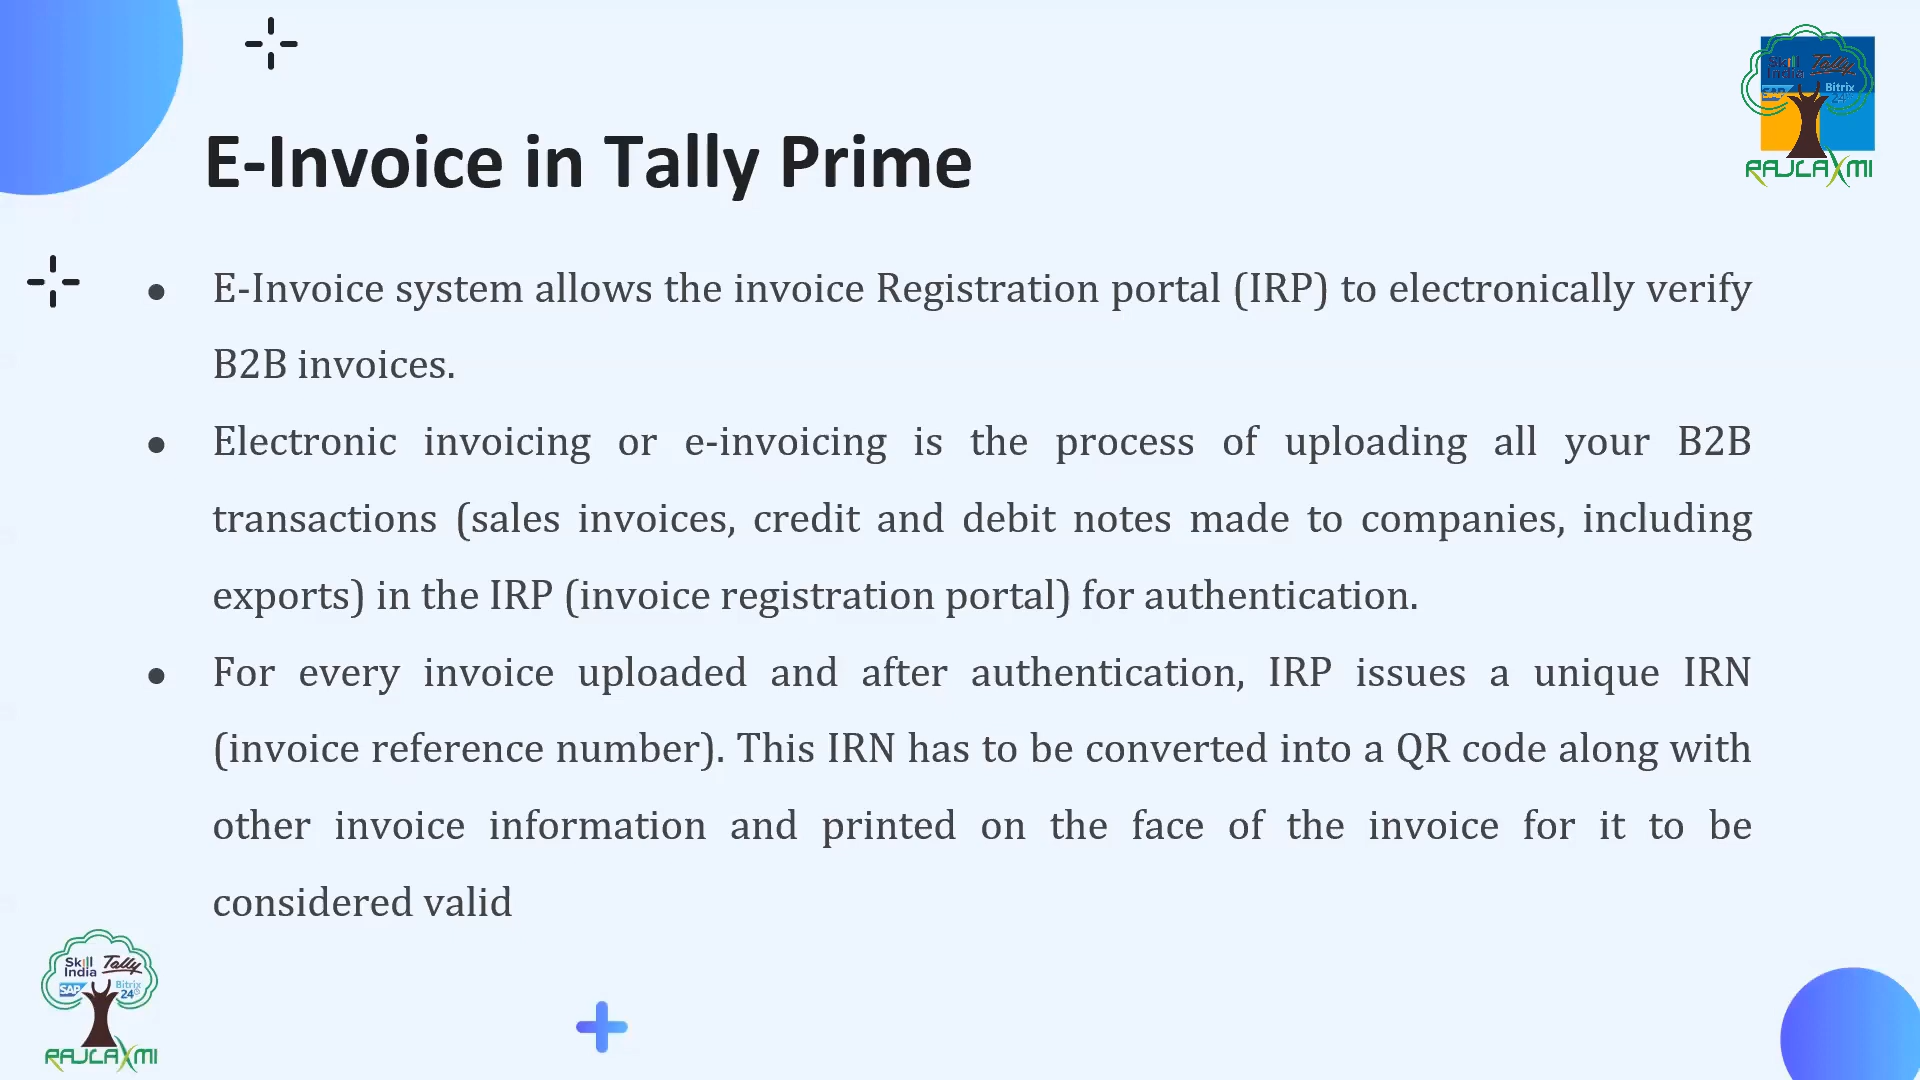 Skill India Tally
Bitrix 24
SAP
RAJLAXMI
E-Invoice in Tally Prime
● E-Invoice system allows the invoice Registration portal (IRP) to electronically verify
B2B invoices.
● Electronic invoicing or e-invoicing is the process of uploading all your B2B
transactions (sales invoices, credit and debit notes made to companies, including
exports) in the IRP (invoice registration portal) for authentication.
● For every invoice uploaded and after authentication, IRP issues a unique IRN
(invoice reference number). This IRN has to be converted into a QR code along with
other invoice information and printed on the face of the invoice for it to be
considered valid
Skill India Tally
SAP Bitrix 24
RAJLAXMI